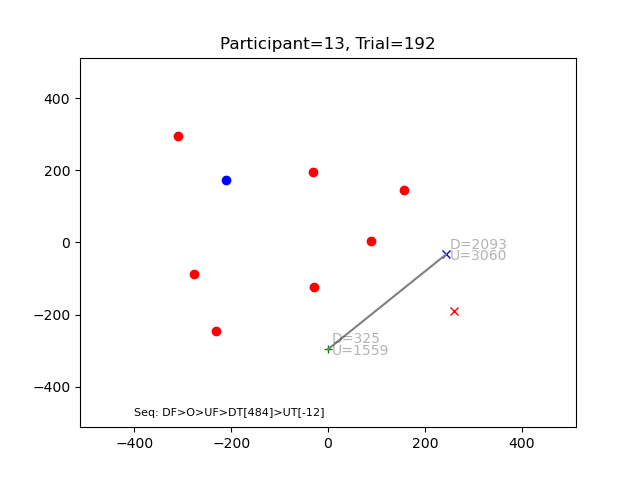 Participant=13, Trial=192
400
200
0
−200
−400
D=2093
U=3060
D=325
U=1559
Seq: DF>O>UF>DT[484]>UT[-12]
−400 −200 0 200 400